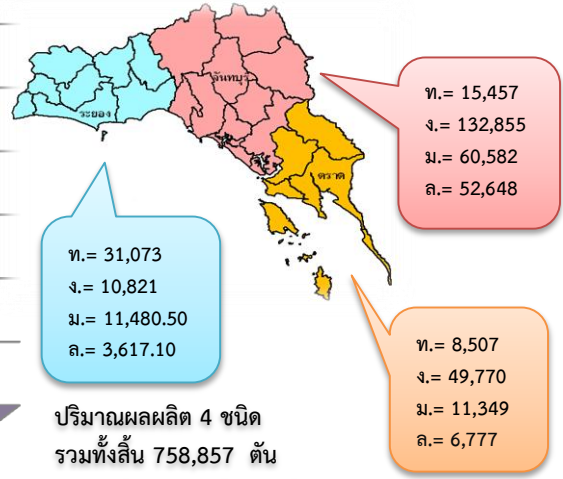 ระยอง
จันทบุรี
ตราด
ท.= 15,457
ง.= 132,855
ม.= 60,582
ล.= 52,648
ท.= 31,073
ง.= 10,821
ม.= 11,480.50
ล.= 3,617.10
ท.= 8,507
ง.= 49,770
ม.= 11,349
ล.= 6,777
ปริมาณผลผลิต 4 ชนิด
รวมทั้งสิ้น 758,857 ตัน